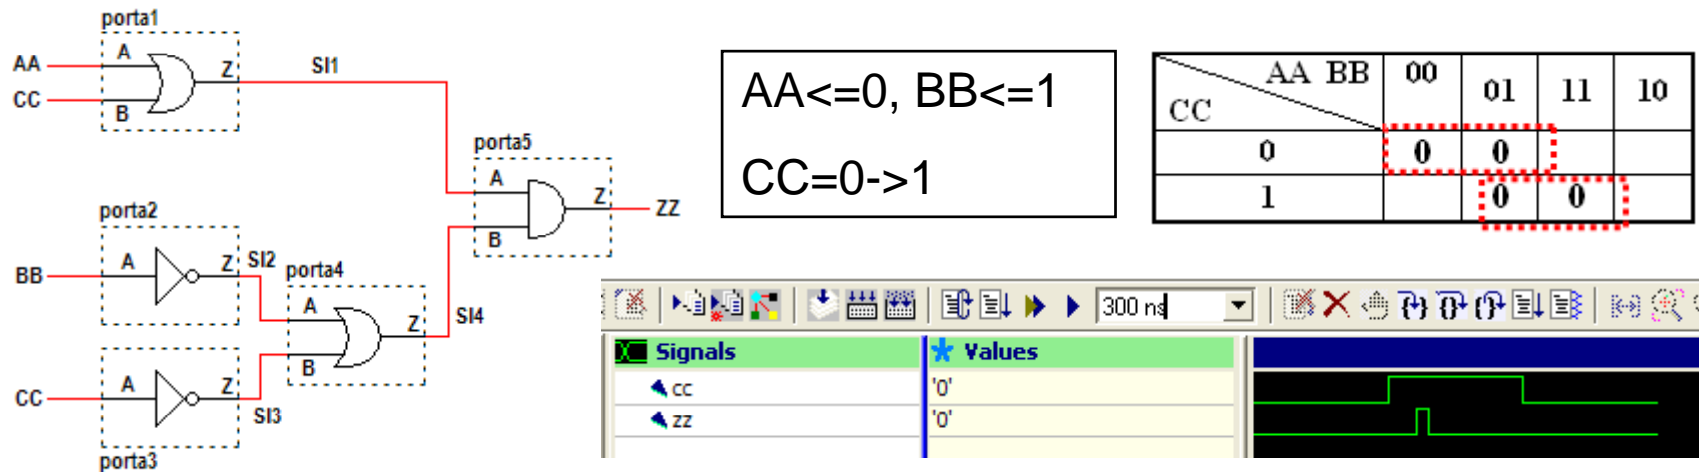 porta1
AA
A
Z
SI1
CC
B
porta5
A
Z
ZZ
B
porta2
BB
A
Z
SI2
porta4
A
Z
SI4
B
CC
A
Z
SI3
porta3
AA<=0, BB<=1
CC=0->1
AA BB 00 01 11 10
CC
0 0 0
1 0 0
300 ns
Signals Values
cc '0'
zz '0'